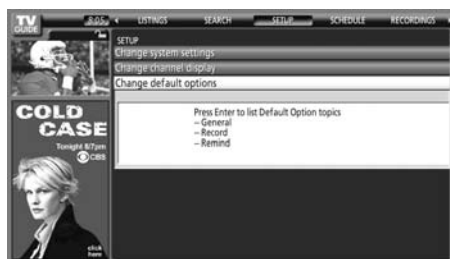 TV
GUIDE
8:05
LISTINGS SEARCH SETUP SCHEDULE RECORDINGS
SETUP
Change system settings
Change channel display
Change default options
Press Enter to list Default Option topics
– General
– Record
– Remind
COLD
CASE
Tonight 8/7pm
CBS
click
here